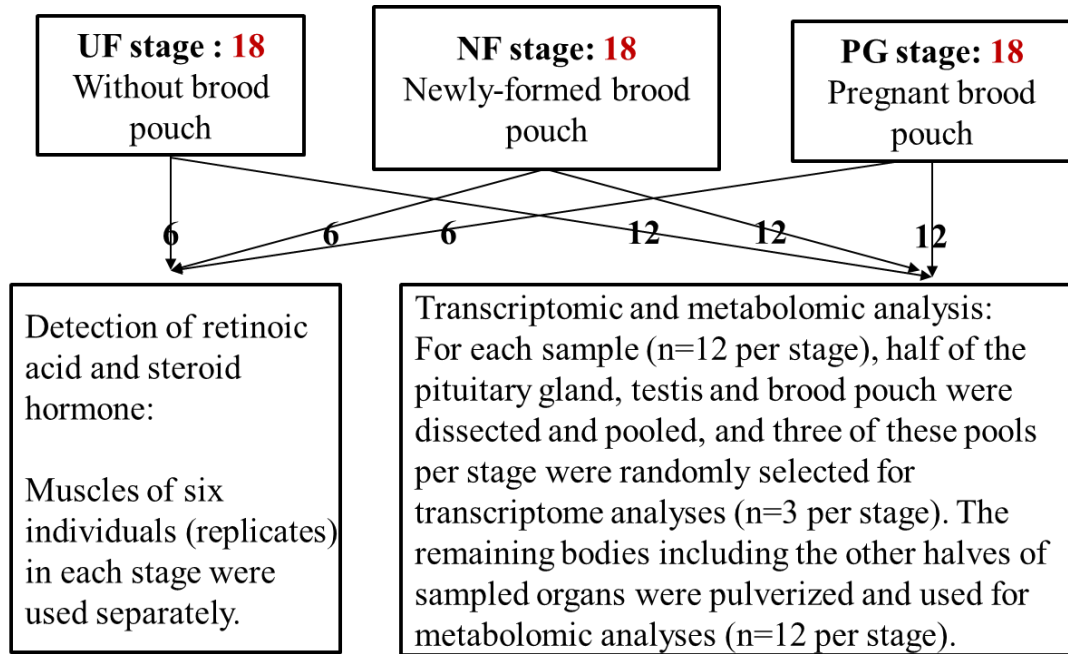 UF stage : 18
Without brood
pouch
NF stage: 18
Newly-formed brood
pouch
PG stage: 18
Pregnant brood
pouch
6
6
6
12
12
12
Detection of retinoic
acid and steroid
hormone:
Muscles of six
individuals (replicates)
in each stage were
used separately.
Transcriptomic and metabolomic analysis:
For each sample (n=12 per stage), half of the
pituitary gland, testis and brood pouch were
dissected and pooled, and three of these pools
per stage were randomly selected for
transcriptome analyses (n=3 per stage). The
remaining bodies including the other halves of
sampled organs were pulverized and used for
metabolomic analyses (n=12 per stage).